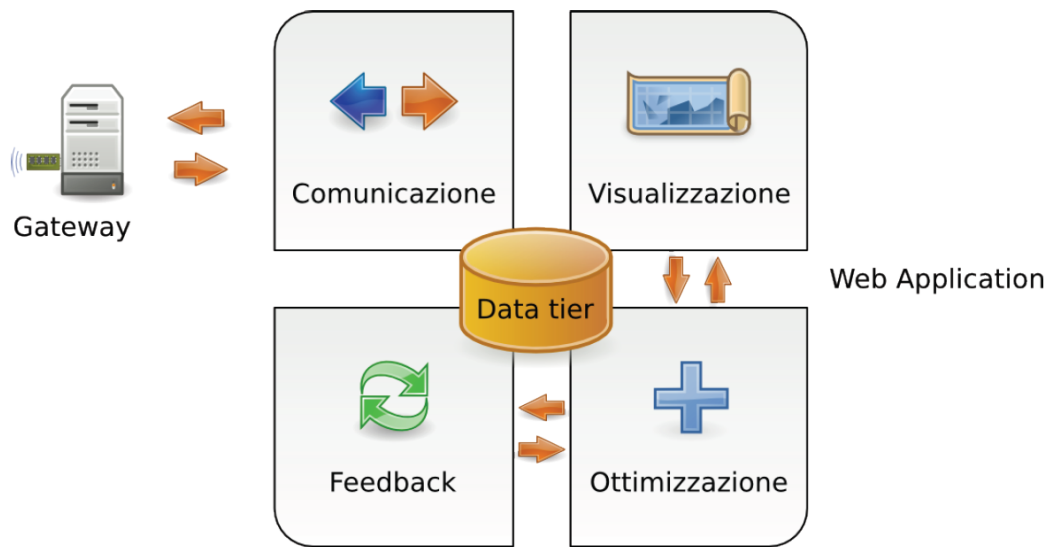 Comunicazione
Visualizzazione
Gateway
Web Application
Data tier
Feedback
Ottimizzazione